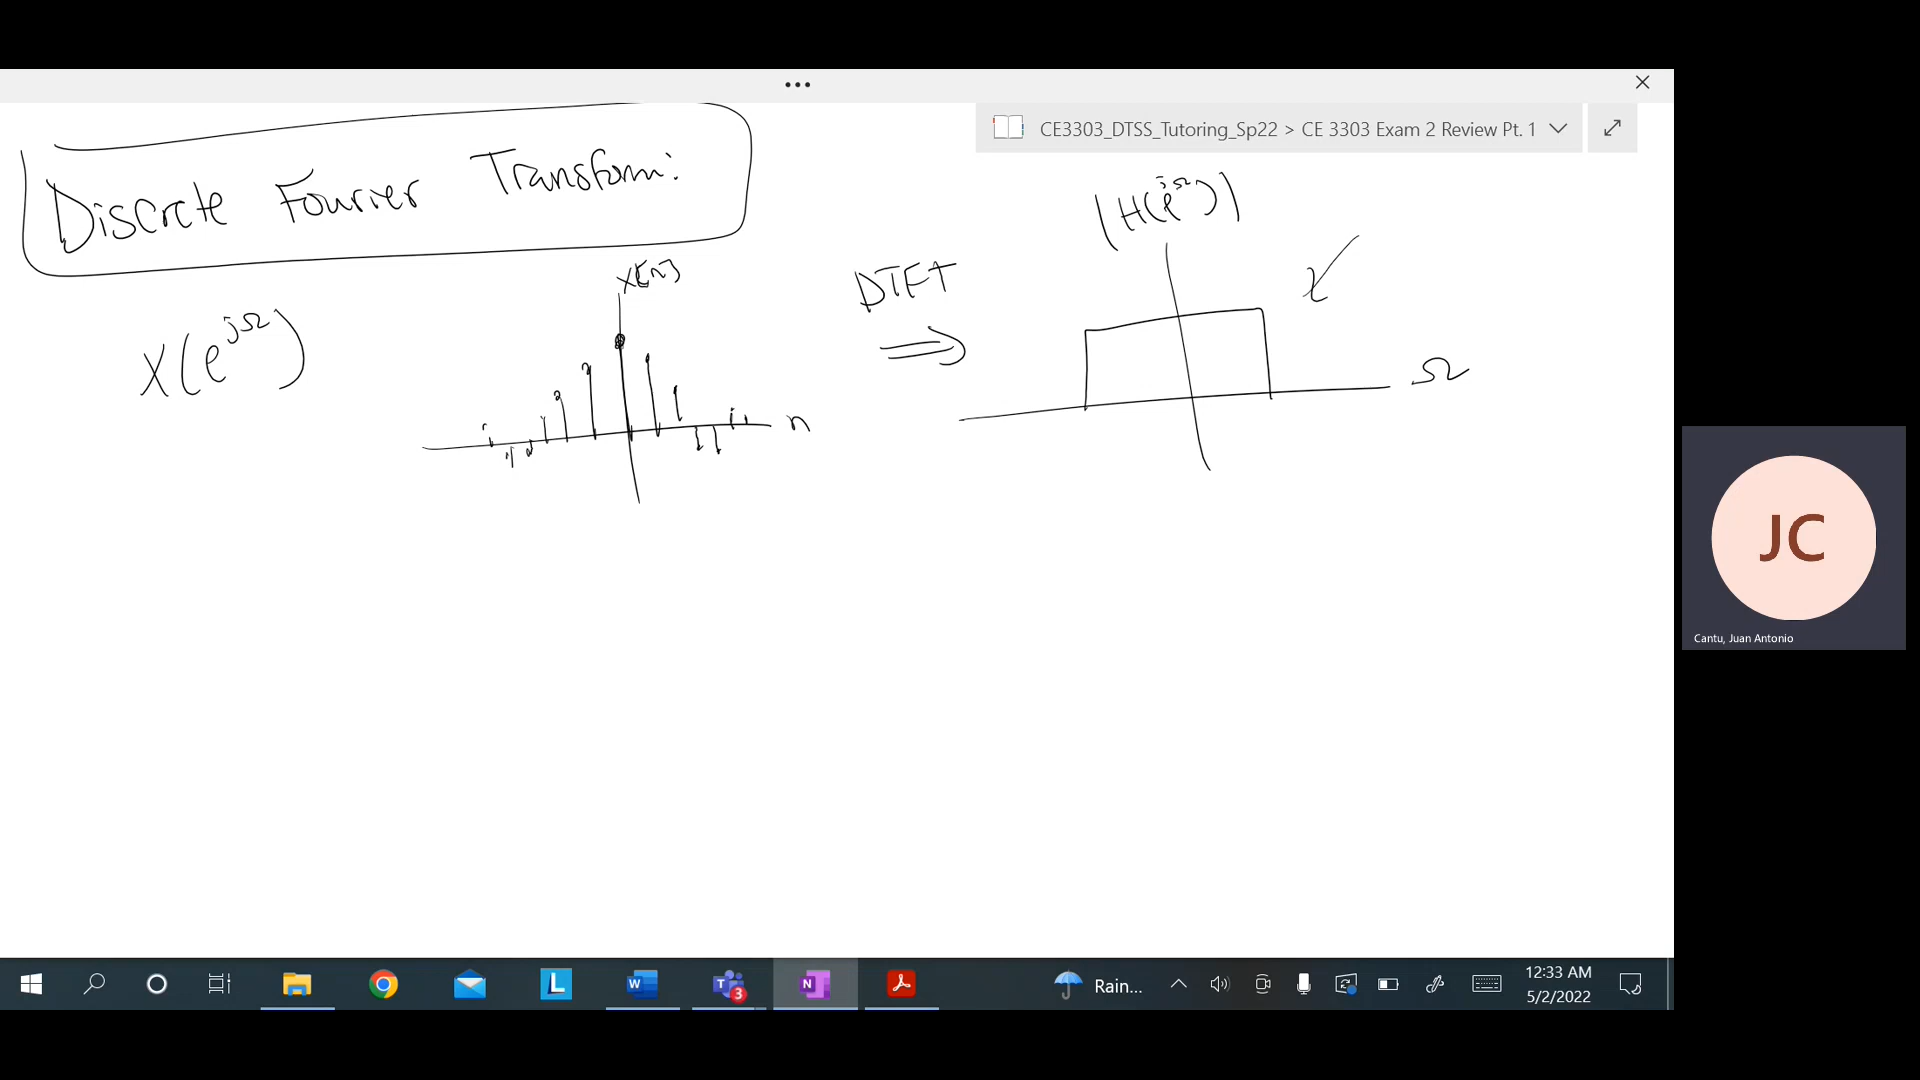 CE3303_DTSS_Tutoring_Sp22 > CE 3303 Exam 2 Review Pt. 1
Discrete Fourier Transform:
|H(e^jΩ)|
x[n]
DTFT
X(e^jΩ)
Ω
n
JC
Cantu, Juan Antonio
L
W
T
3
N
Rain...
12:33 AM
5/2/2022